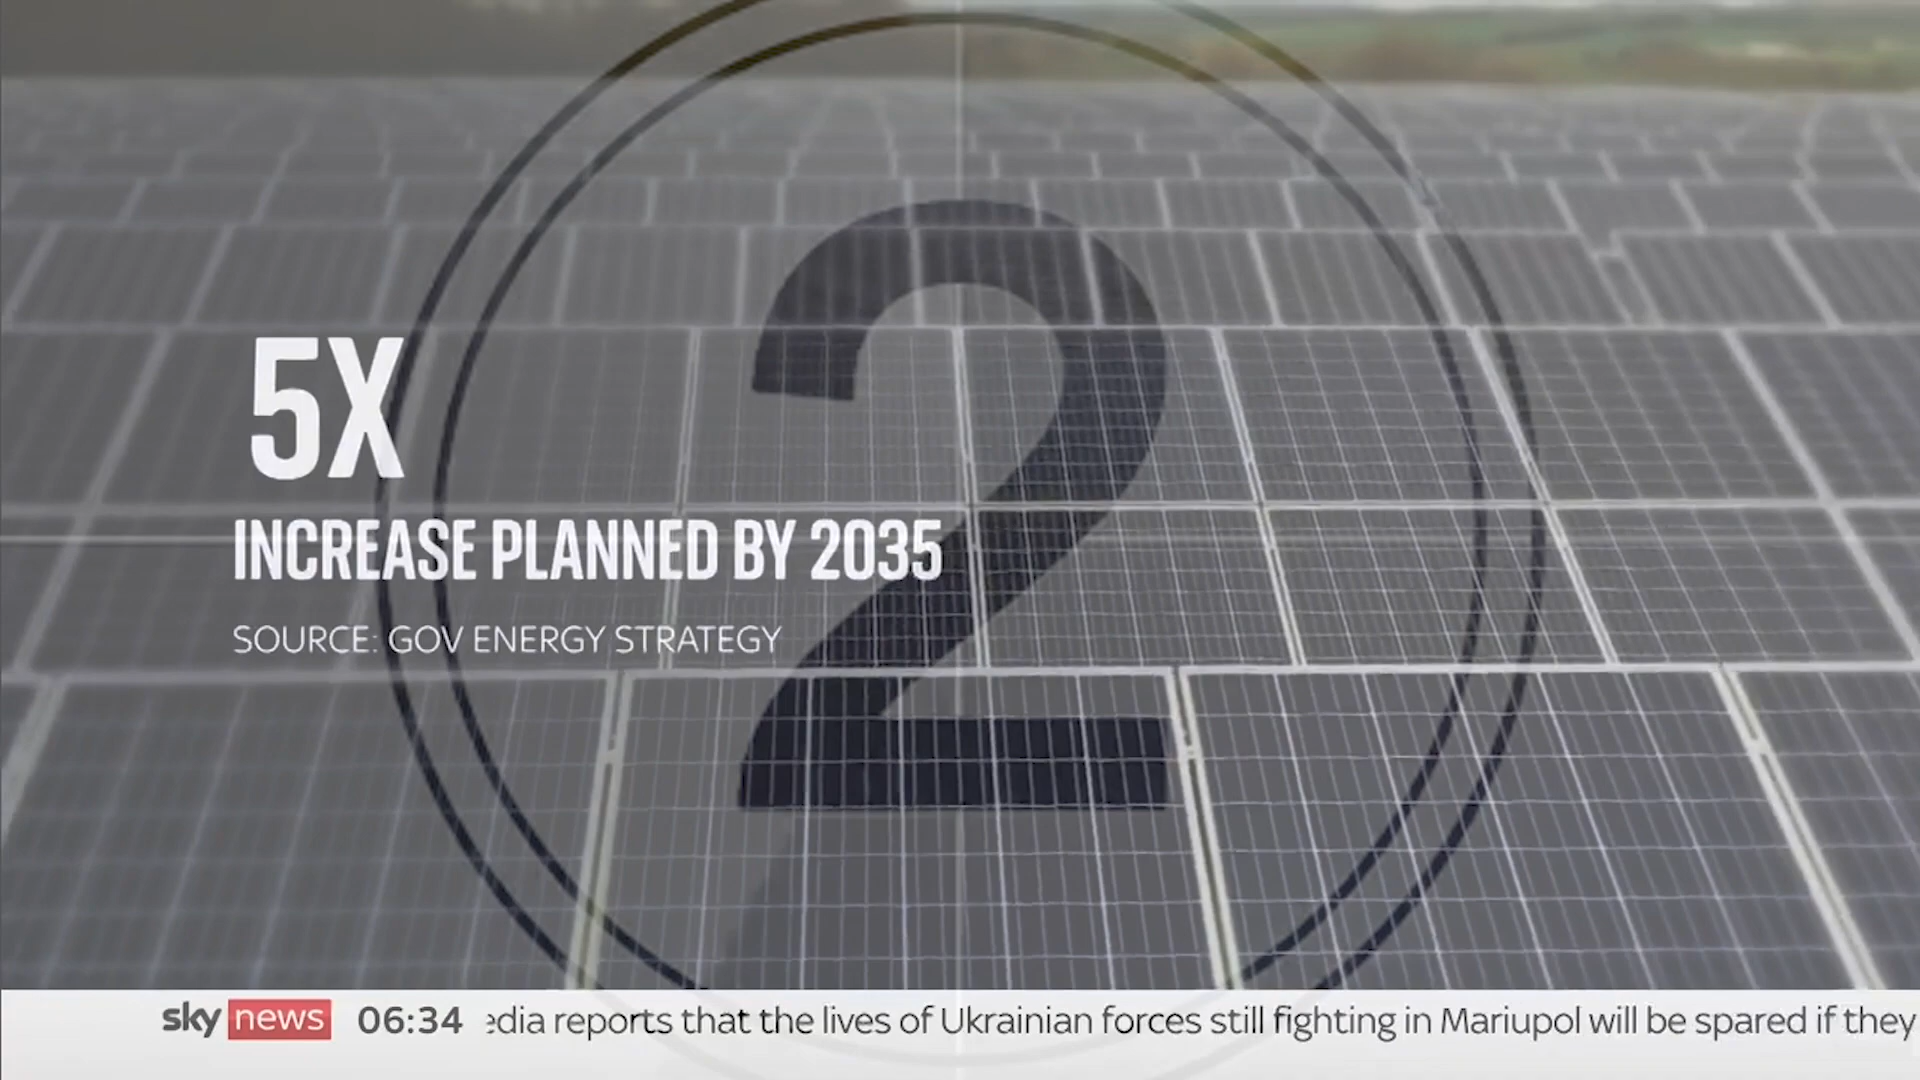 2
5X
INCREASE PLANNED BY 2035
SOURCE: GOV ENERGY STRATEGY
sky news 06:34 edia reports that the lives of Ukrainian forces still fighting in Mariupol will be spared if they